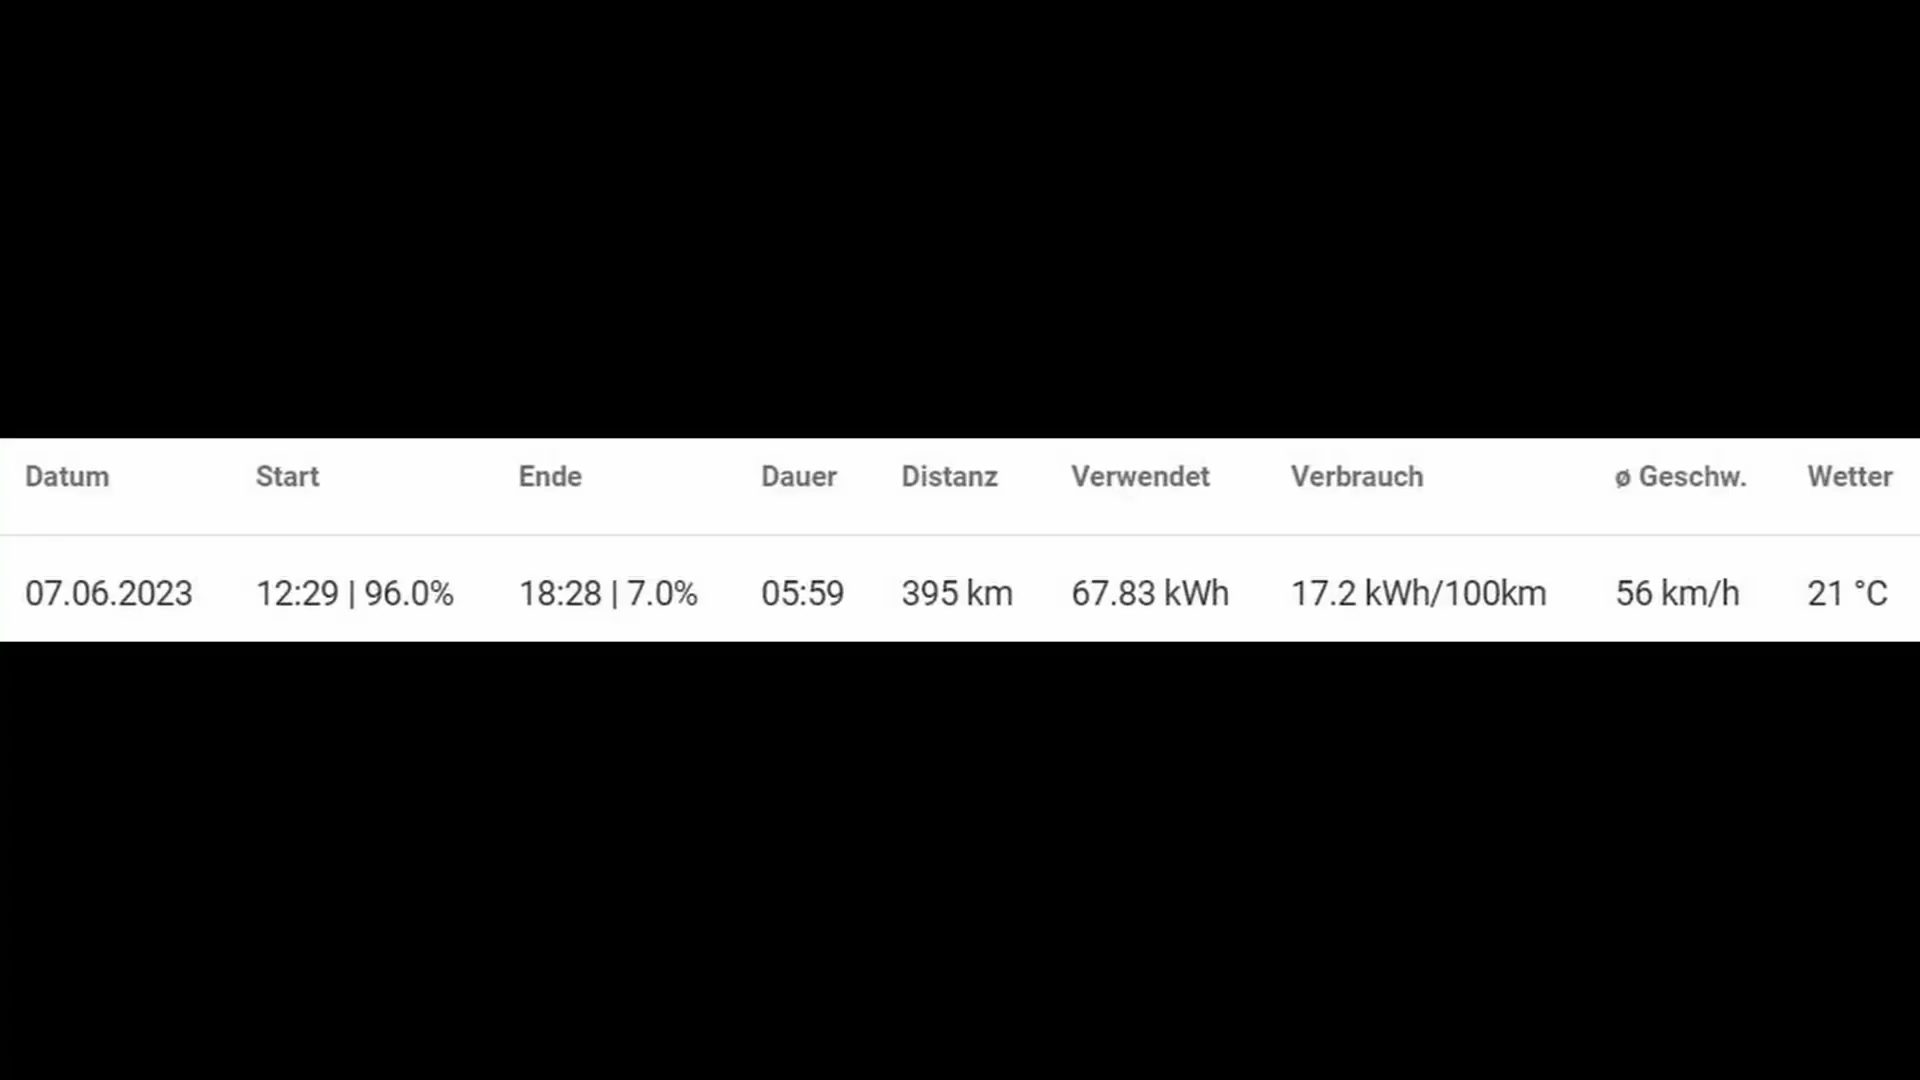 Datum Start Ende Dauer Distanz Verwendet Verbrauch ø Geschw. Wetter
07.06.2023 12:29 | 96.0% 18:28 | 7.0% 05:59 395 km 67.83 kWh 17.2 kWh/100km 56 km/h 21 °C